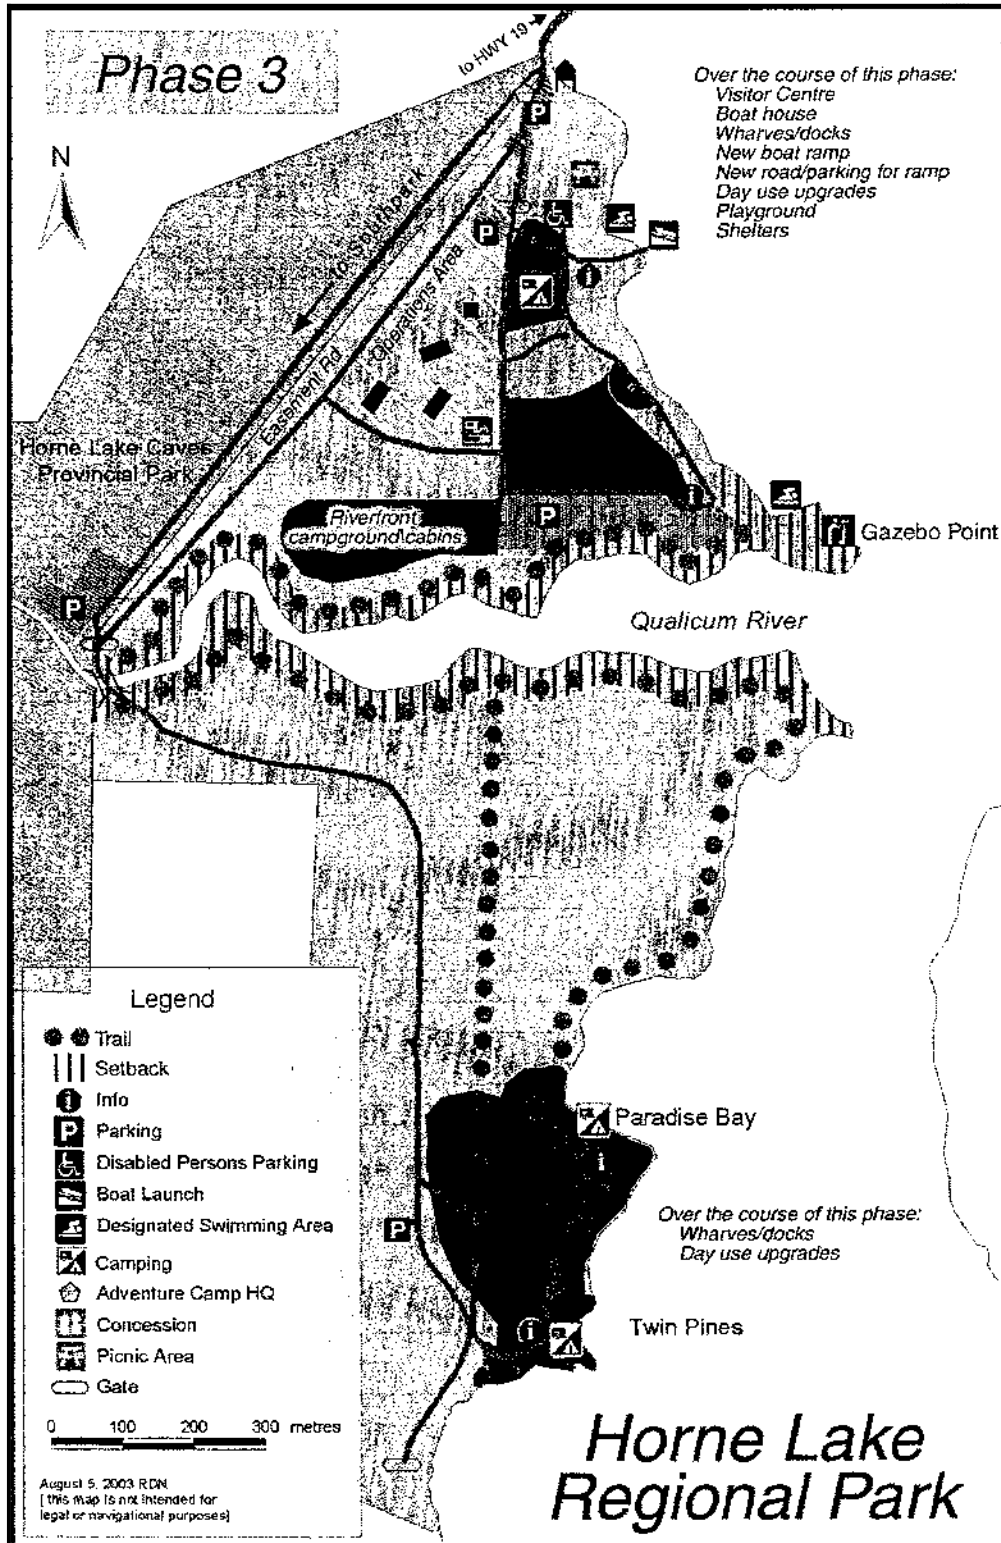 Phase 3
to HWY 19
Over the course of this phase:
Visitor Centre
Boat house
Wharves/docks
New boat ramp
New road/parking for ramp
Day use upgrades
Playground
Shelters
N
P
to Southpark
P
Operations Area
Easement Rd
i
Horne Lake Caves
Provincial Park
Riverfront
campground\cabins
P
i
Gazebo Point
P
Qualicum River
Legend
Trail
Setback
i Info
P Parking
Disabled Persons Parking
Boat Launch
Designated Swimming Area
Camping
Adventure Camp HQ
Concession
Picnic Area
Gate
0 100 200 300 metres
August 5, 2003 RDN
[ this map is not intended for
legal or navigational purposes]
Paradise Bay
i
P
Over the course of this phase:
Wharves/docks
Day use upgrades
i
Twin Pines
Horne Lake
Regional Park